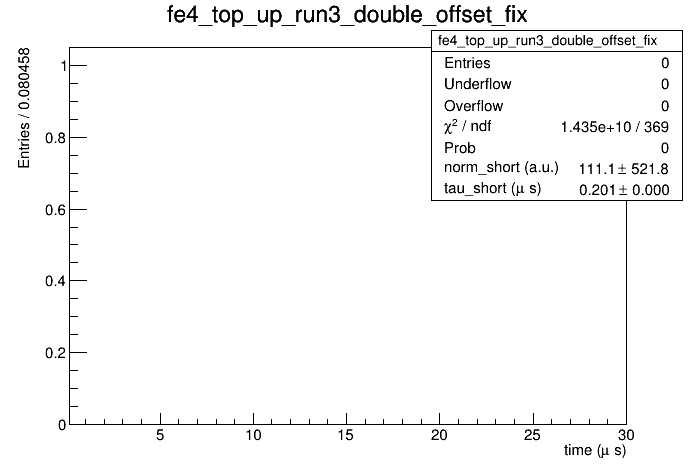 fe4_top_up_run3_double_offset_fix
fe4_top_up_run3_double_offset_fix
Entries 0
Underflow 0
Overflow 0
χ² / ndf 1.435e+10 / 369
Prob 0
norm_short (a.u.) 111.1 ± 521.8
tau_short (μ s) 0.201 ± 0.000
Entries / 0.080458
1
0.8
0.6
0.4
0.2
0
5 10 15 20 25 30
time (μ s)